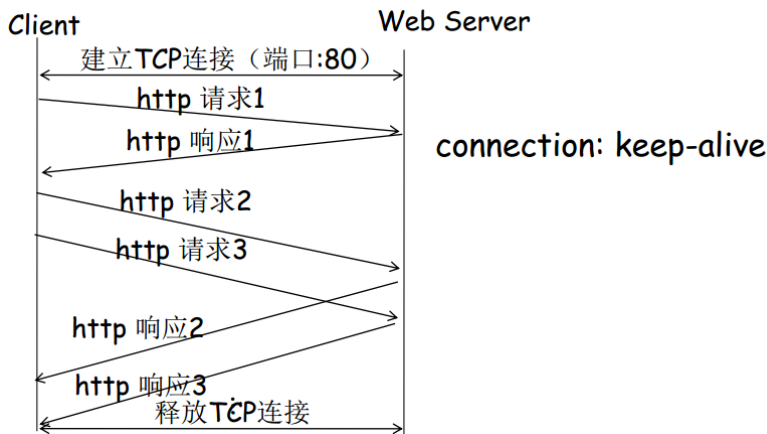 Client
Web Server
建立TCP连接（端口:80）
http 请求1
http 响应1
connection: keep-alive
http 请求2
http 请求3
http 响应2
http 响应3
释放TCP连接